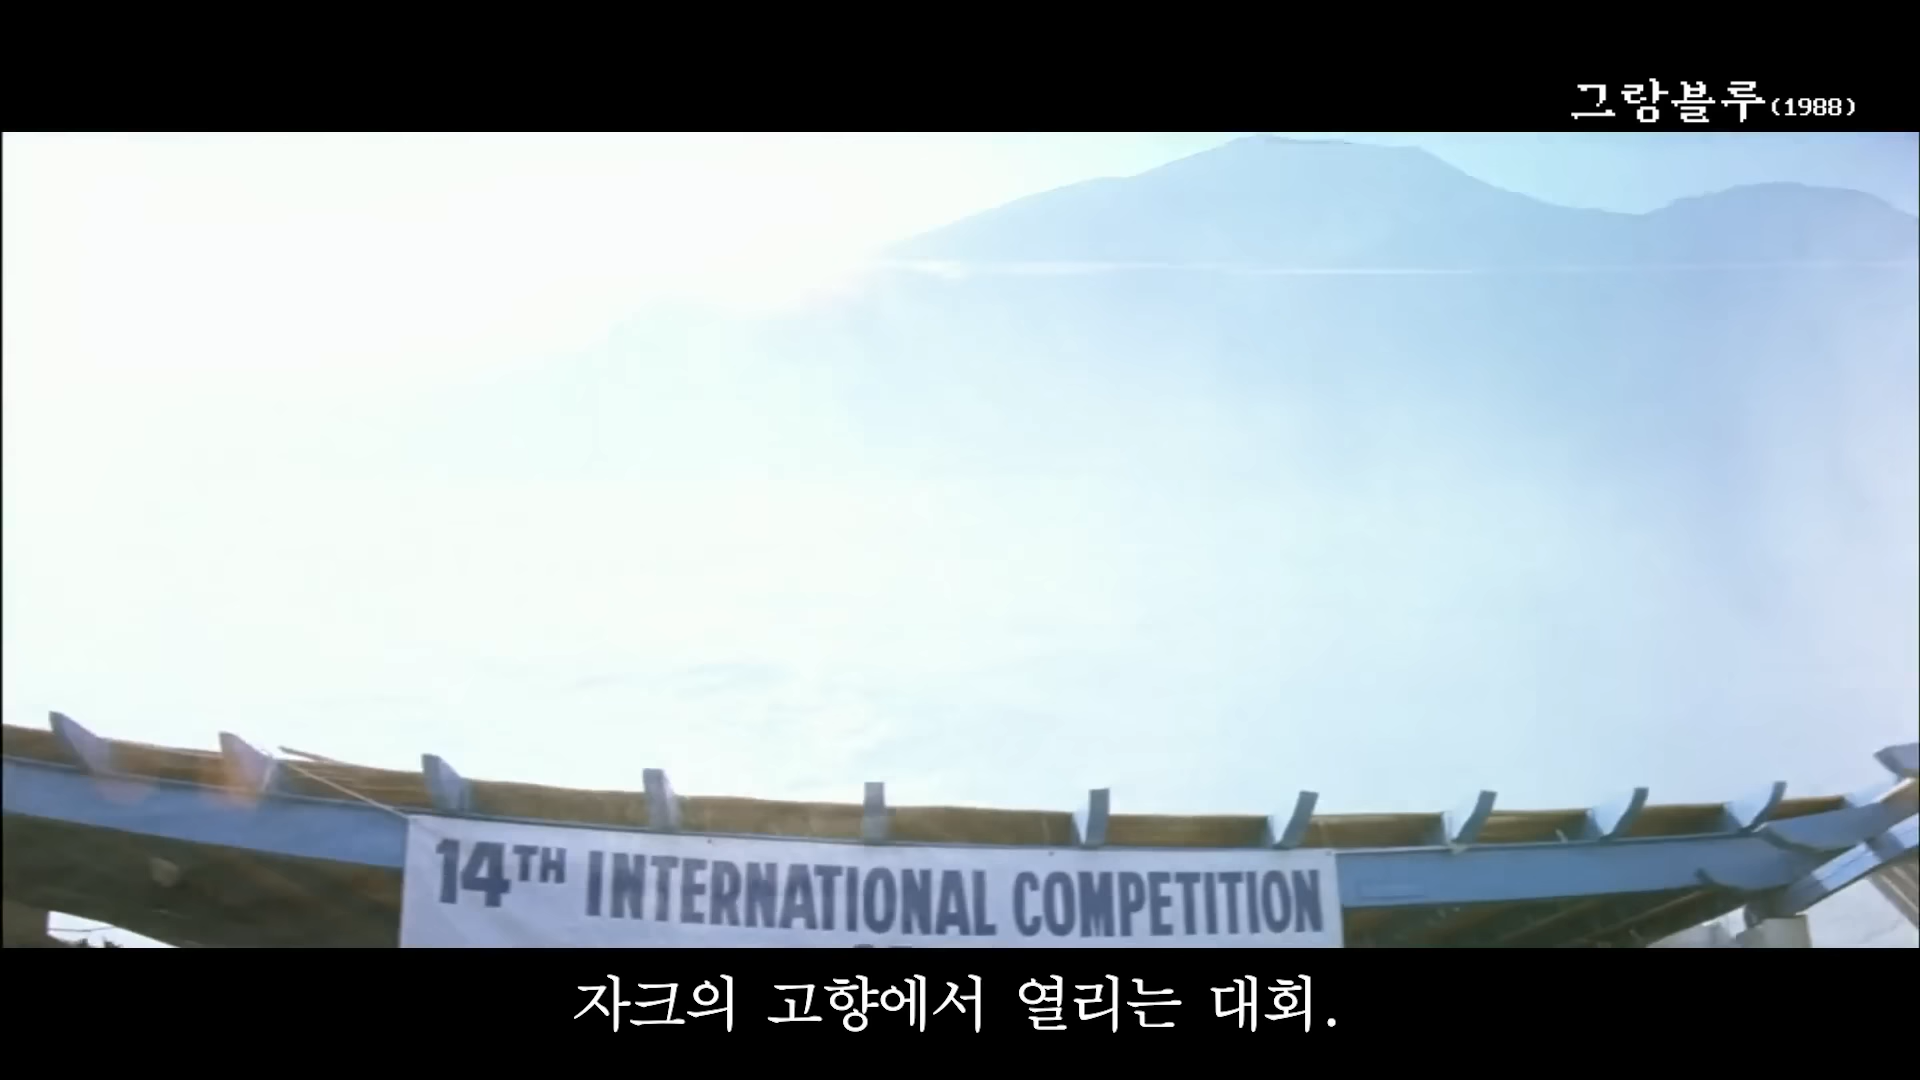 그랑블루(1988)
14TH INTERNATIONAL COMPETITION
자크의 고향에서 열리는 대회.